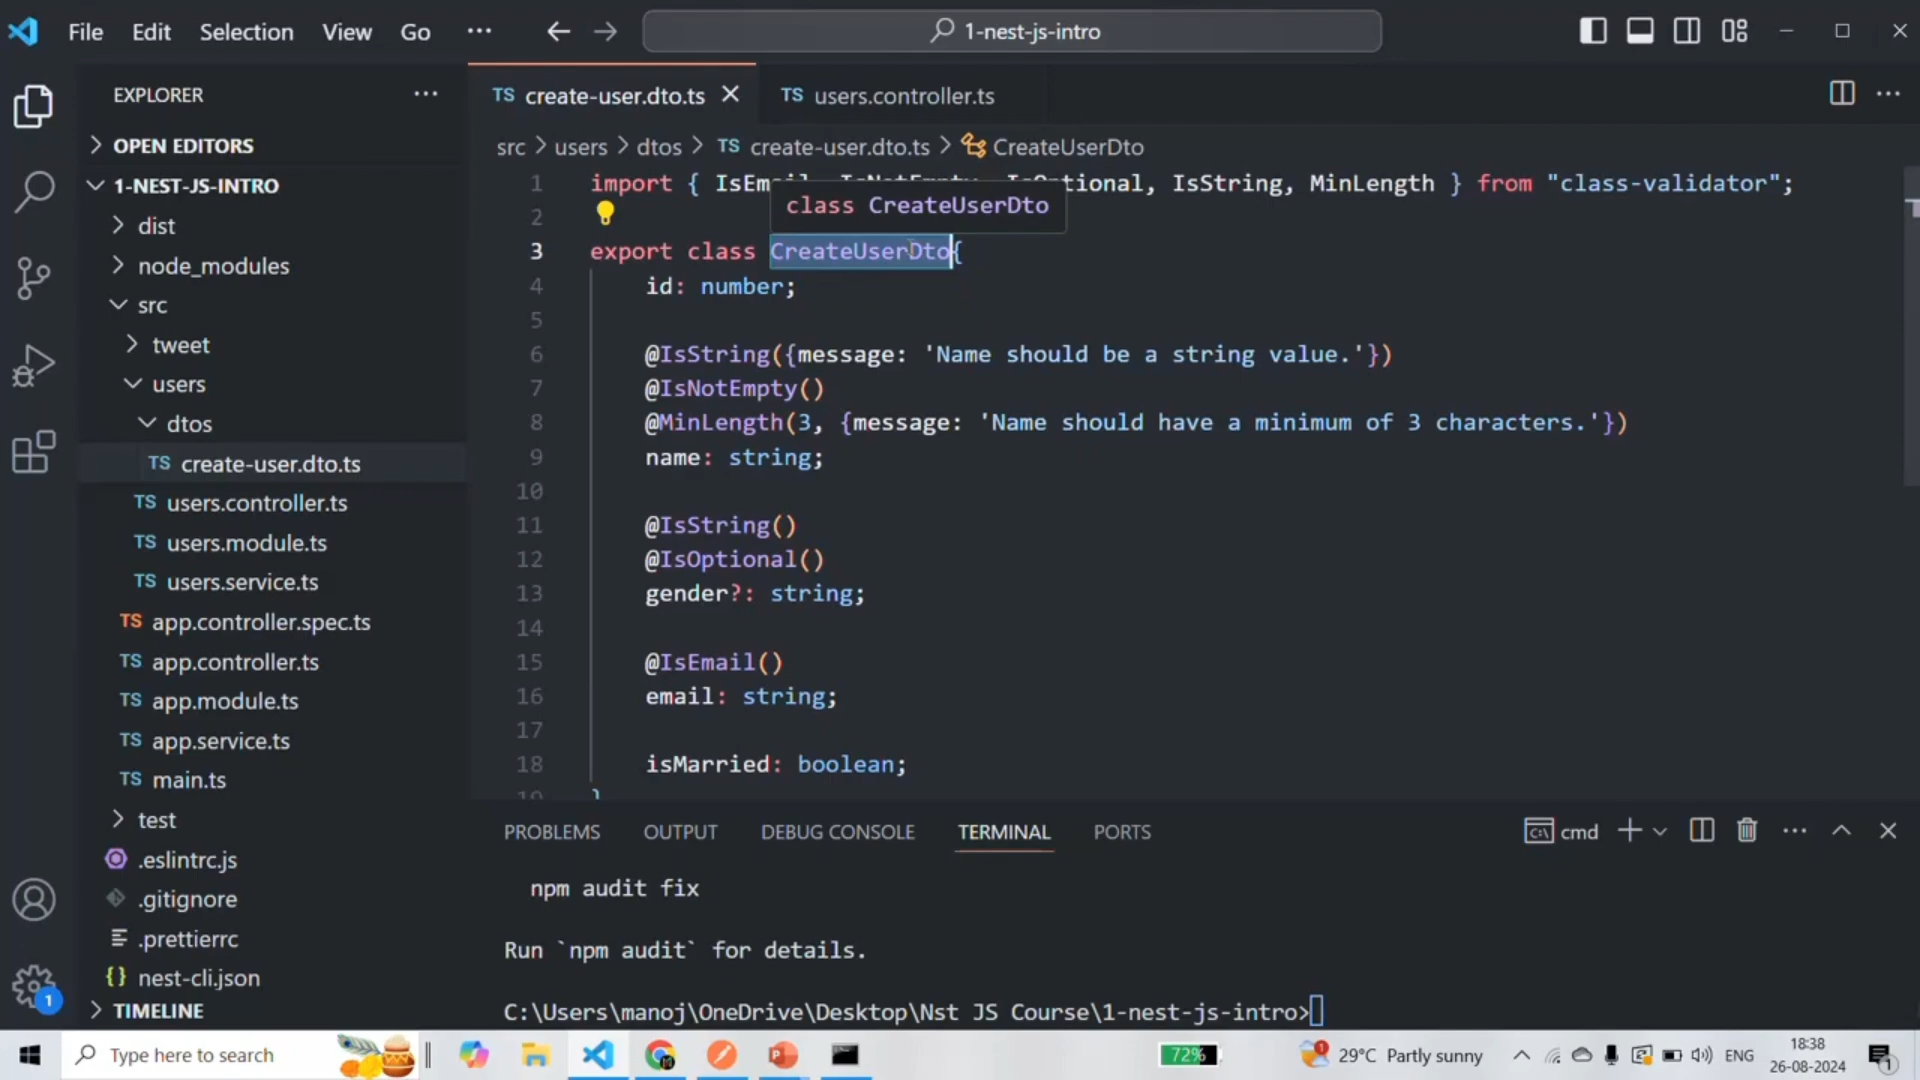 File Edit Selection View Go ··· 1-nest-js-intro
EXPLORER ···
OPEN EDITORS
1-NEST-JS-INTRO
dist
node_modules
src
tweet
users
dtos
TS create-user.dto.ts
TS users.controller.ts
TS users.module.ts
TS users.service.ts
TS app.controller.spec.ts
TS app.controller.ts
TS app.module.ts
TS app.service.ts
TS main.ts
test
.eslintrc.js
.gitignore
.prettierrc
{} nest-cli.json
TIMELINE
1
TS create-user.dto.ts TS users.controller.ts
src > users > dtos > TS create-user.dto.ts > CreateUserDto
class CreateUserDto
1 import { IsEmail, IsNotEmpty, IsOptional, IsString, MinLength } from "class-validator";
2
3 export class CreateUserDto{
4 id: number;
5
6 @IsString({message: 'Name should be a string value.'})
7 @IsNotEmpty()
8 @MinLength(3, {message: 'Name should have a minimum of 3 characters.'})
9 name: string;
10
11 @IsString()
12 @IsOptional()
13 gender?: string;
14
15 @IsEmail()
16 email: string;
17
18 isMarried: boolean;
19 }
PROBLEMS OUTPUT DEBUG CONSOLE TERMINAL PORTS cmd
npm audit fix
Run `npm audit` for details.
C:\Users\manoj\OneDrive\Desktop\Nst JS Course\1-nest-js-intro>
Type here to search 72% 1 29°C Partly sunny ENG 18:38
26-08-2024 1